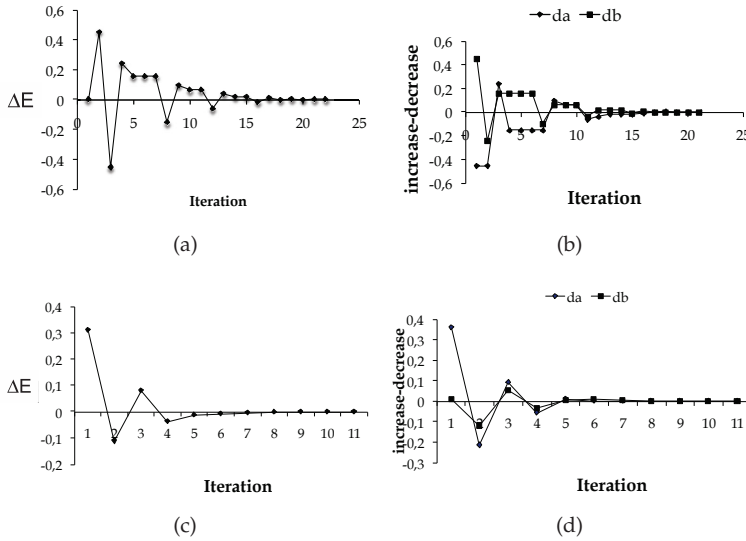 0,6
0,4
0,2
0
-0,2
-0,4
-0,6
ΔE
0 5 10 15 20 25
Iteration
(a)
da db
0,6
0,4
0,2
0
-0,2
-0,4
-0,6
increase-decrease
0 5 10 15 20 25
Iteration
(b)
0,4
0,3
0,2
0,1
0
-0,1
-0,2
ΔE
1 2 3 4 5 6 7 8 9 10 11
Iteration
(c)
da db
0,4
0,3
0,2
0,1
0
-0,1
-0,2
-0,3
increase-decrease
1 2 3 4 5 6 7 8 9 10 11
Iteration
(d)